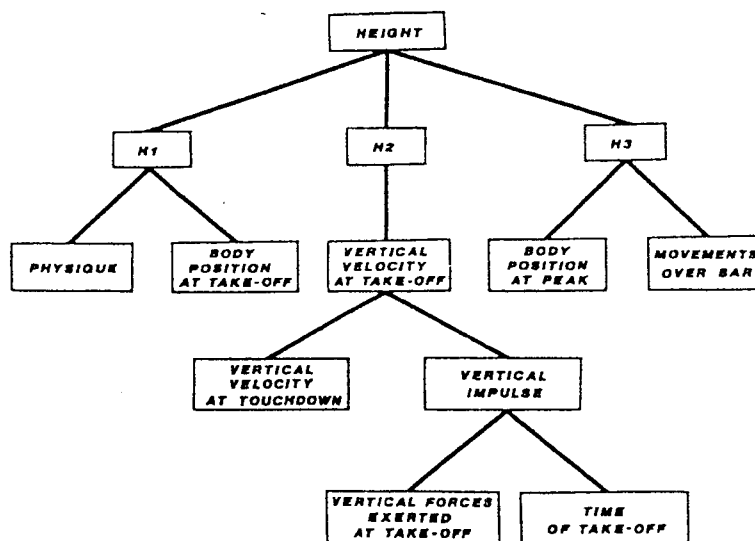 HEIGHT
H1
H2
H3
PHYSIQUE
BODY
POSITION
AT TAKE-OFF
VERTICAL
VELOCITY
AT TAKE-OFF
BODY
POSITION
AT PEAK
MOVEMENTS
OVER BAR
VERTICAL
VELOCITY
AT TOUCHDOWN
VERTICAL
IMPULSE
VERTICAL FORCES
EXERTED
AT TAKE-OFF
TIME
OF TAKE-OFF